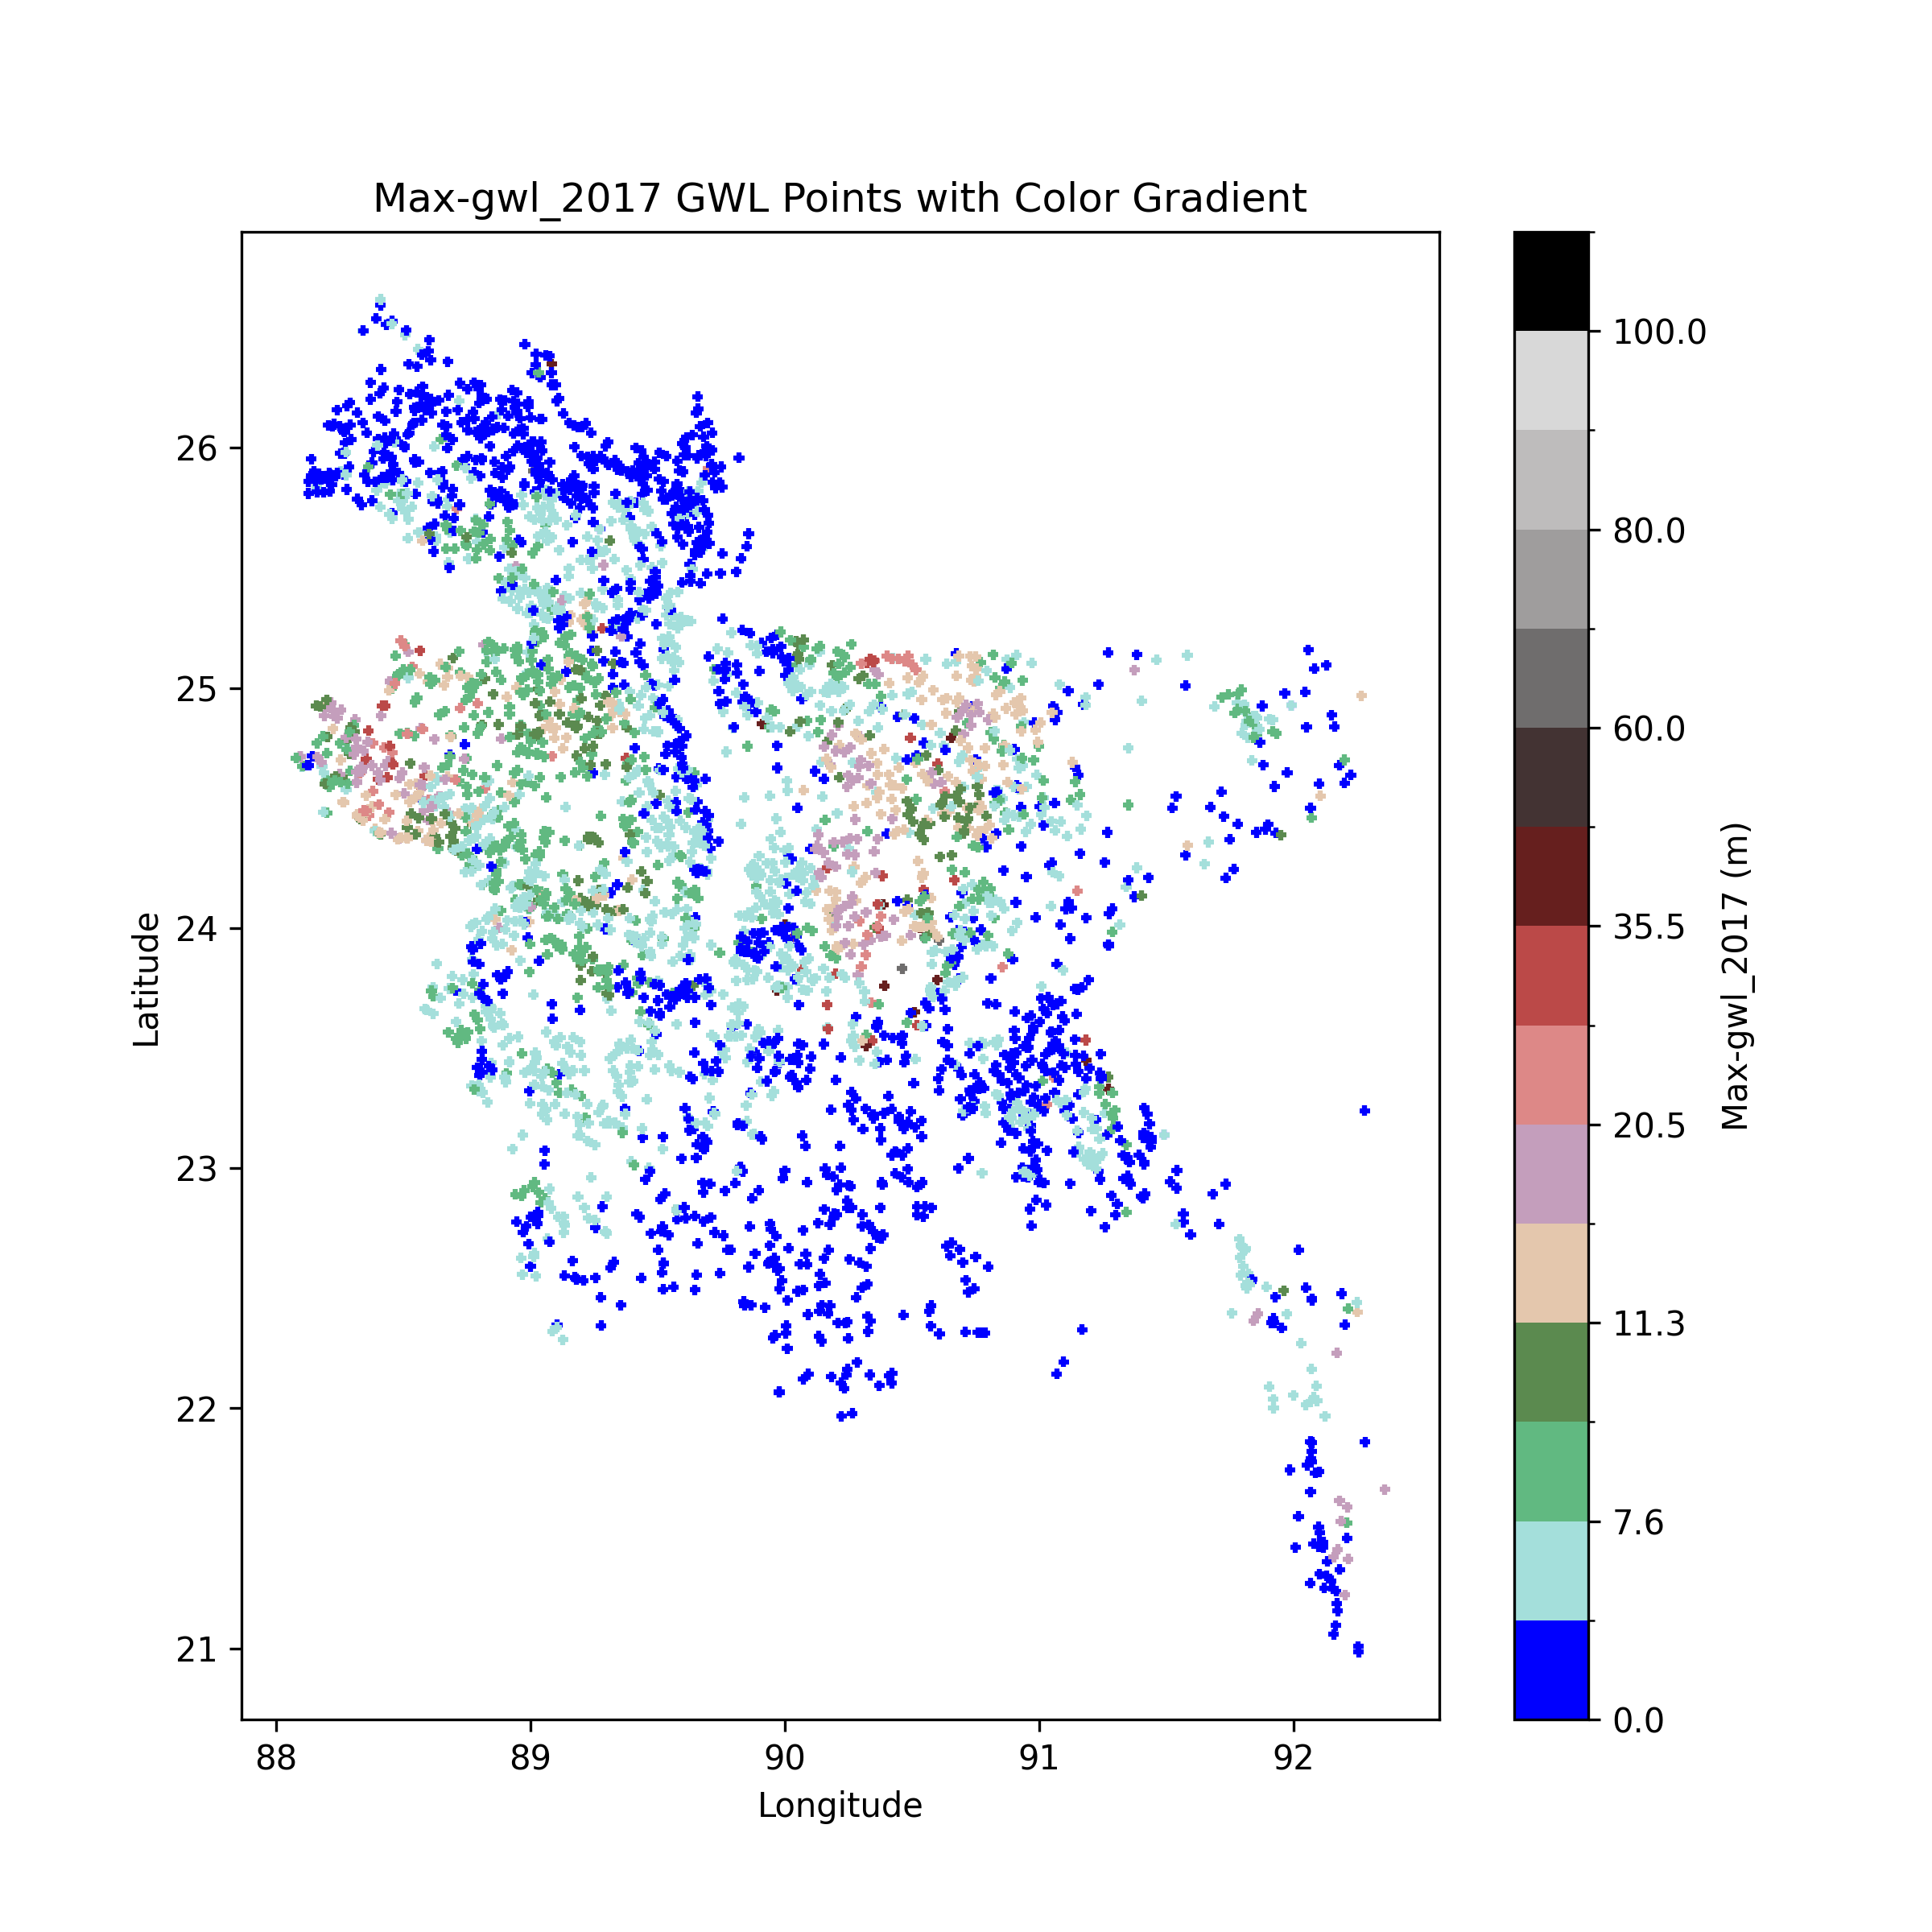 Max-gwl_2017 GWL Points with Color Gradient
26
25
24
23
22
21
Latitude
88 89 90 91 92
Longitude
100.0
80.0
60.0
35.5
20.5
11.3
7.6
0.0
Max-gwl_2017 (m)